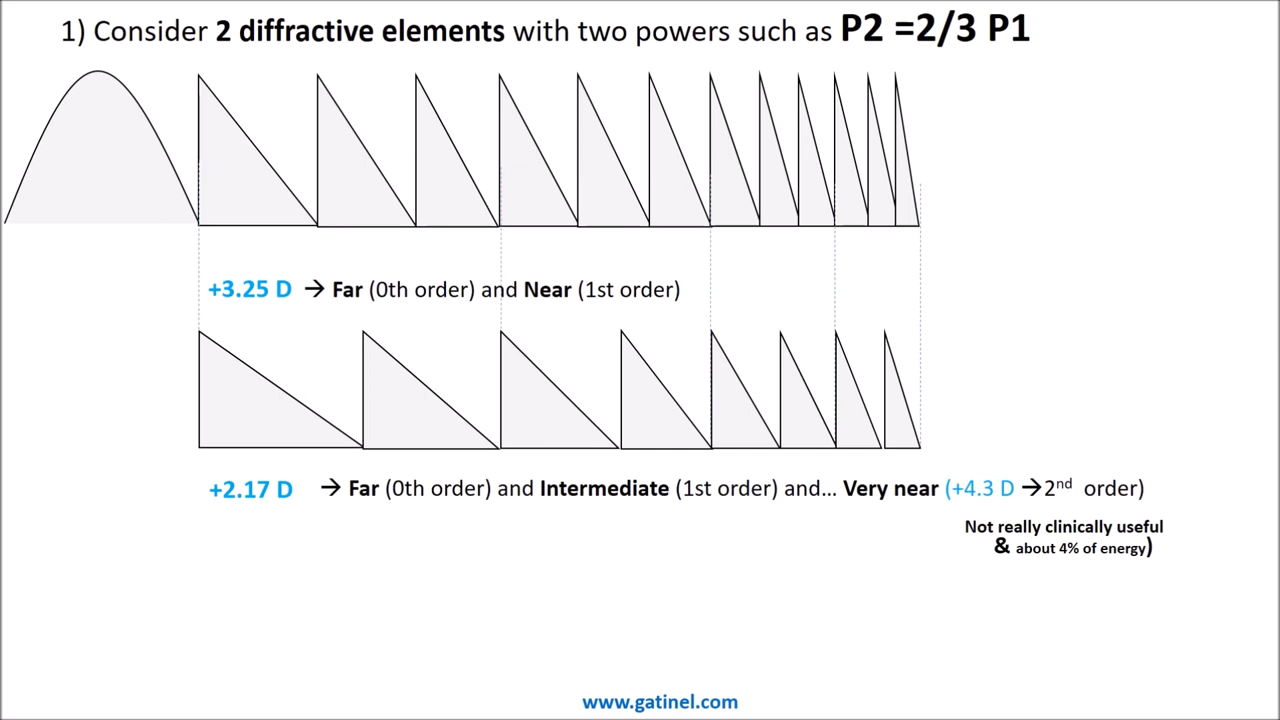 1) Consider 2 diffractive elements with two powers such as P2 =2/3 P1
+3.25 D → Far (0th order) and Near (1st order)
+2.17 D → Far (0th order) and Intermediate (1st order) and... Very near (+4.3 D →2nd order)
Not really clinically useful
& about 4% of energy)
www.gatinel.com